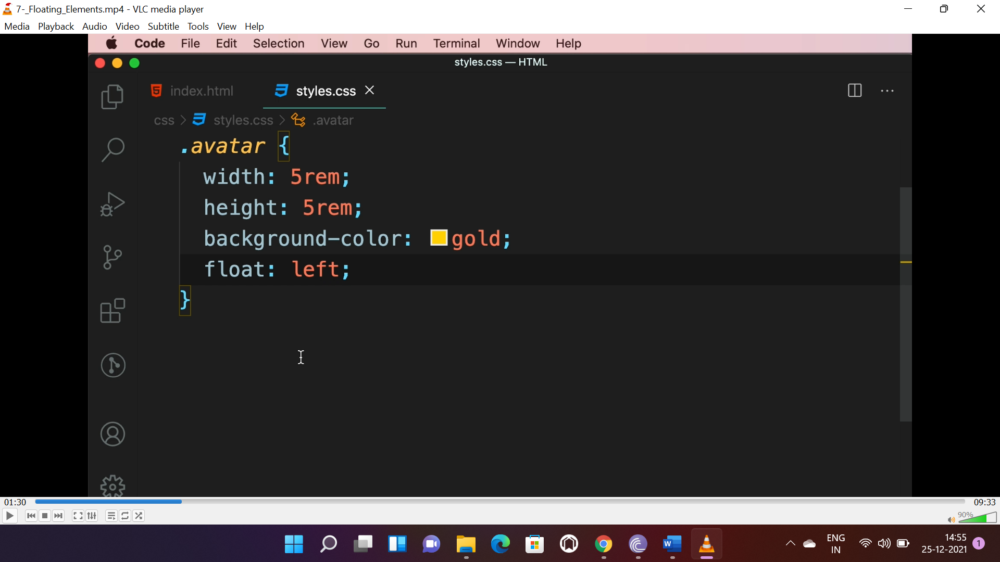 7-_Floating_Elements.mp4 - VLC media player
Media Playback Audio Video Subtitle Tools View Help
Code File Edit Selection View Go Run Terminal Window Help
styles.css — HTML
index.html styles.css
css > styles.css > .avatar
.avatar {
width: 5rem;
height: 5rem;
background-color: gold;
float: left;
}
01:30 09:33
90%
ENG 14:55
IN 25-12-2021 1